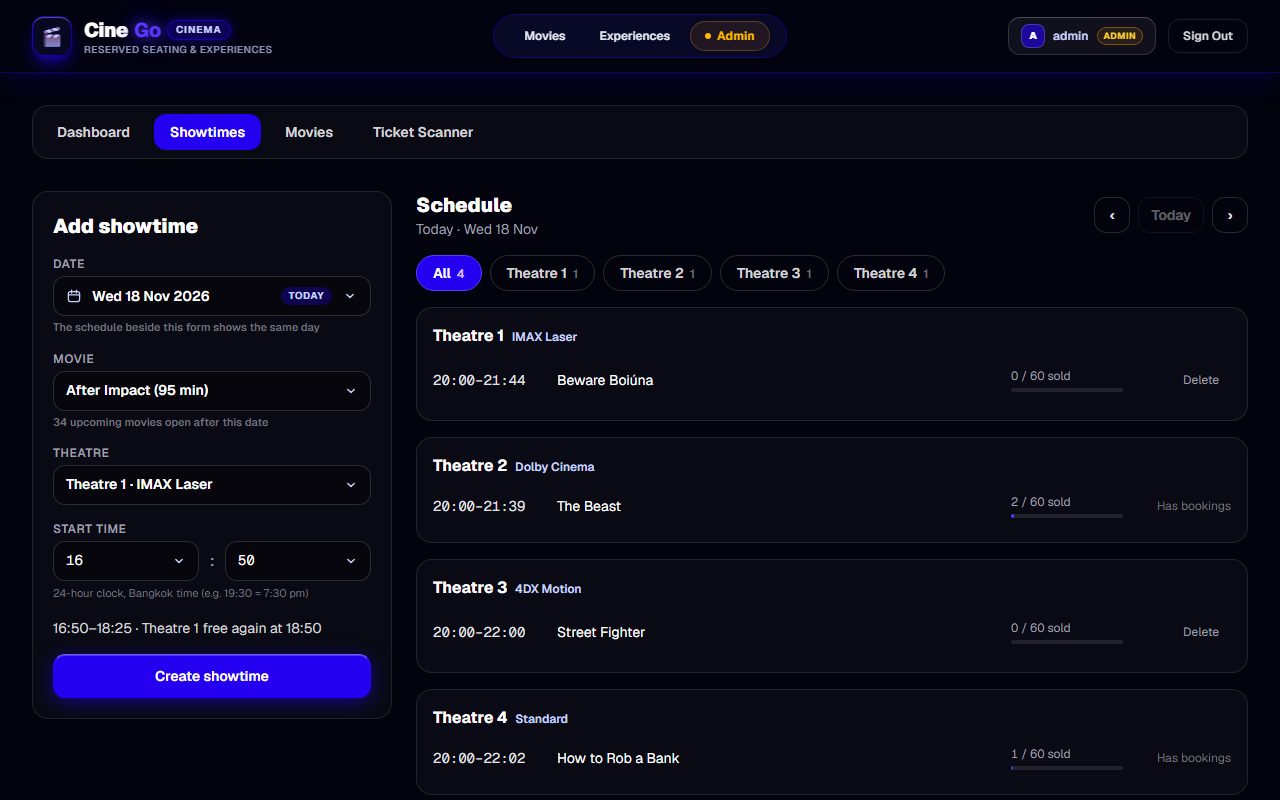 Cine Go CINEMA
RESERVED SEATING & EXPERIENCES
Movies Experiences Admin
A admin ADMIN Sign Out
Dashboard Showtimes Movies Ticket Scanner
Add showtime
DATE
Wed 18 Nov 2026 TODAY
The schedule beside this form shows the same day
MOVIE
After Impact (95 min)
34 upcoming movies open after this date
THEATRE
Theatre 1 · IMAX Laser
START TIME
16 : 50
24-hour clock, Bangkok time (e.g. 19:30 = 7:30 pm)
16:50–18:25 · Theatre 1 free again at 18:50
Create showtime
Schedule
Today · Wed 18 Nov
‹ Today ›
All 4 Theatre 1 1 Theatre 2 1 Theatre 3 1 Theatre 4 1
Theatre 1 IMAX Laser
20:00–21:44 Beware Boiúna 0 / 60 sold Delete
Theatre 2 Dolby Cinema
20:00–21:39 The Beast 2 / 60 sold Has bookings
Theatre 3 4DX Motion
20:00–22:00 Street Fighter 0 / 60 sold Delete
Theatre 4 Standard
20:00–22:02 How to Rob a Bank 1 / 60 sold Has bookings